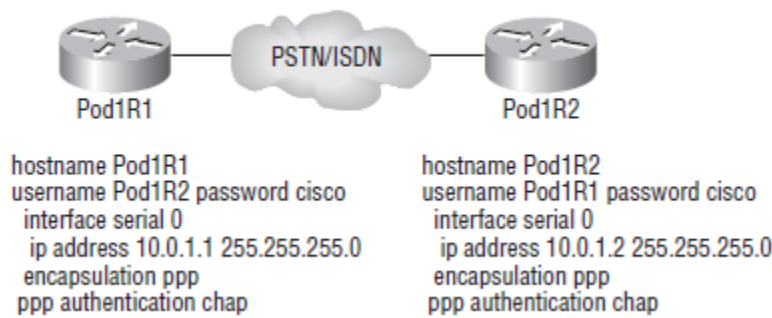 PSTN/ISDN
Pod1R1
Pod1R2
hostname Pod1R1
username Pod1R2 password cisco
interface serial 0
ip address 10.0.1.1 255.255.255.0
encapsulation ppp
ppp authentication chap
hostname Pod1R2
username Pod1R1 password cisco
interface serial 0
ip address 10.0.1.2 255.255.255.0
encapsulation ppp
ppp authentication chap